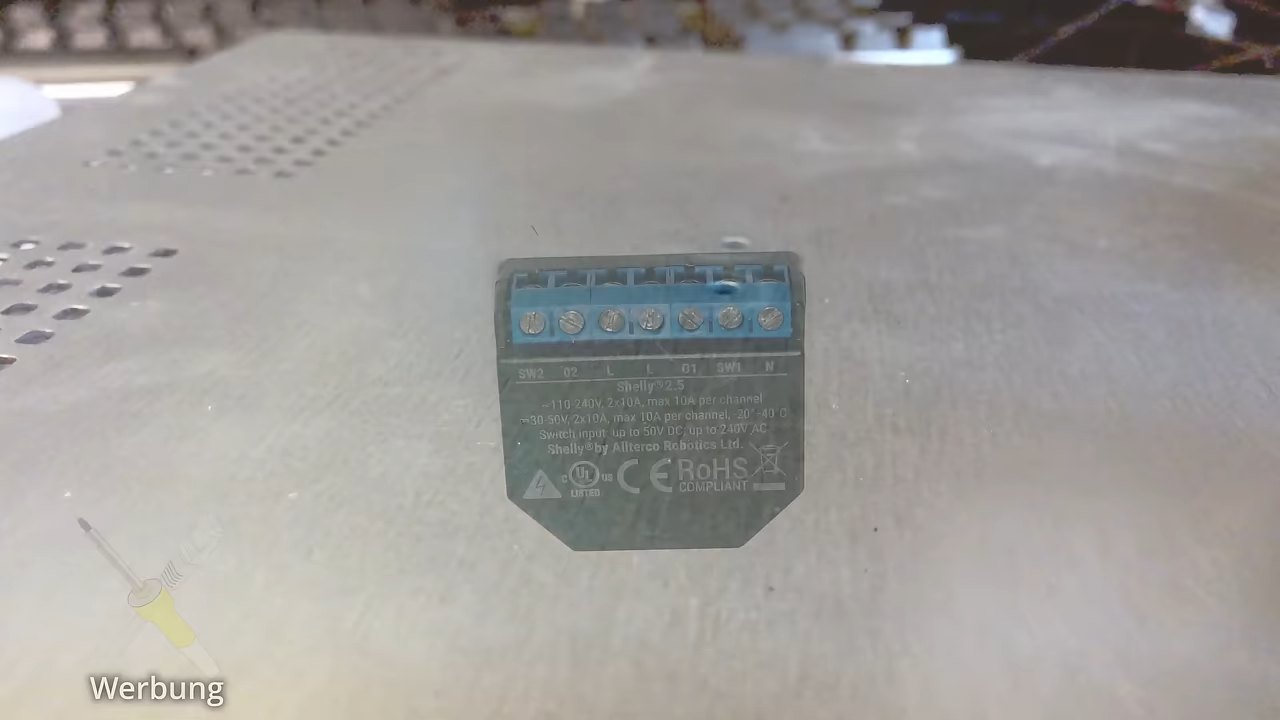 SW2 02 L L 01 SW1 N
Shelly® 2.5
~110-240V, 2x10A, max 10A per channel
⎓30-50V, 2x10A, max 10A per channel, -20°-40°C
Switch input up to 50V DC, up to 240V AC
Shelly® by Allterco Robotics Ltd.
C UL US CE RoHS
LISTED COMPLIANT
Werbung